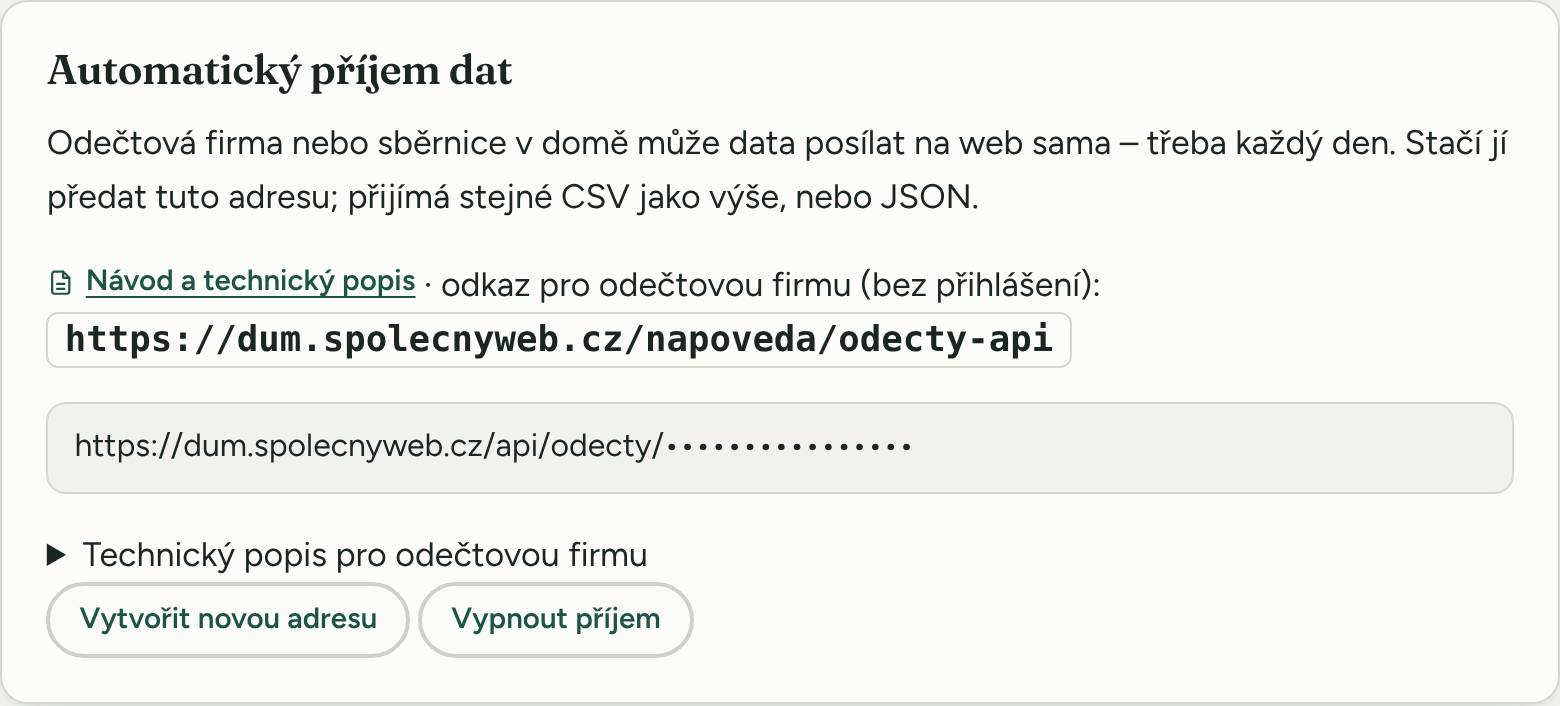 Automatický příjem dat
Odečtová firma nebo sběrnice v domě může data posílat na web sama – třeba každý den. Stačí jí
předat tuto adresu; přijímá stejné CSV jako výše, nebo JSON.
Návod a technický popis · odkaz pro odečtovou firmu (bez přihlášení):
https://dum.spolecnyweb.cz/napoveda/odecty-api
https://dum.spolecnyweb.cz/api/odecty/••••••••••••••••
▶ Technický popis pro odečtovou firmu
Vytvořit novou adresu Vypnout příjem